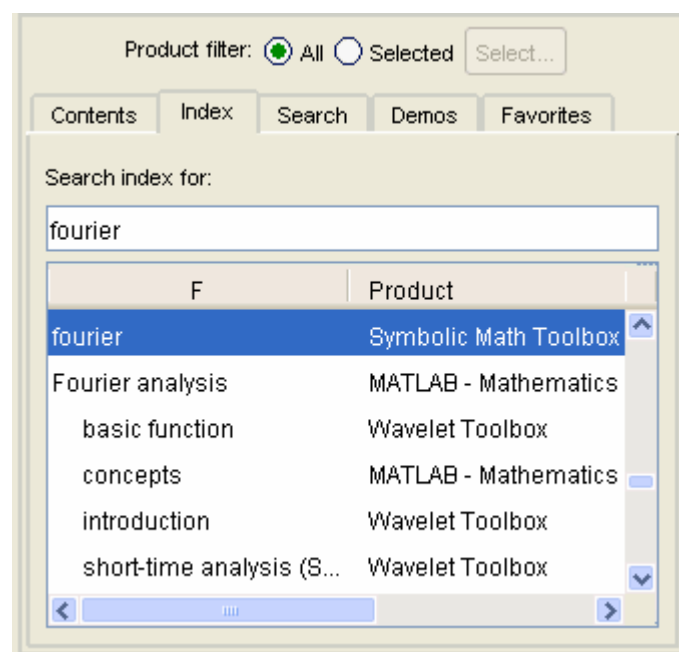 Product filter: All Selected Select...
Contents Index Search Demos Favorites
Search index for:
fourier
F Product
fourier Symbolic Math Toolbox
Fourier analysis MATLAB - Mathematics
basic function Wavelet Toolbox
concepts MATLAB - Mathematics
introduction Wavelet Toolbox
short-time analysis (S... Wavelet Toolbox